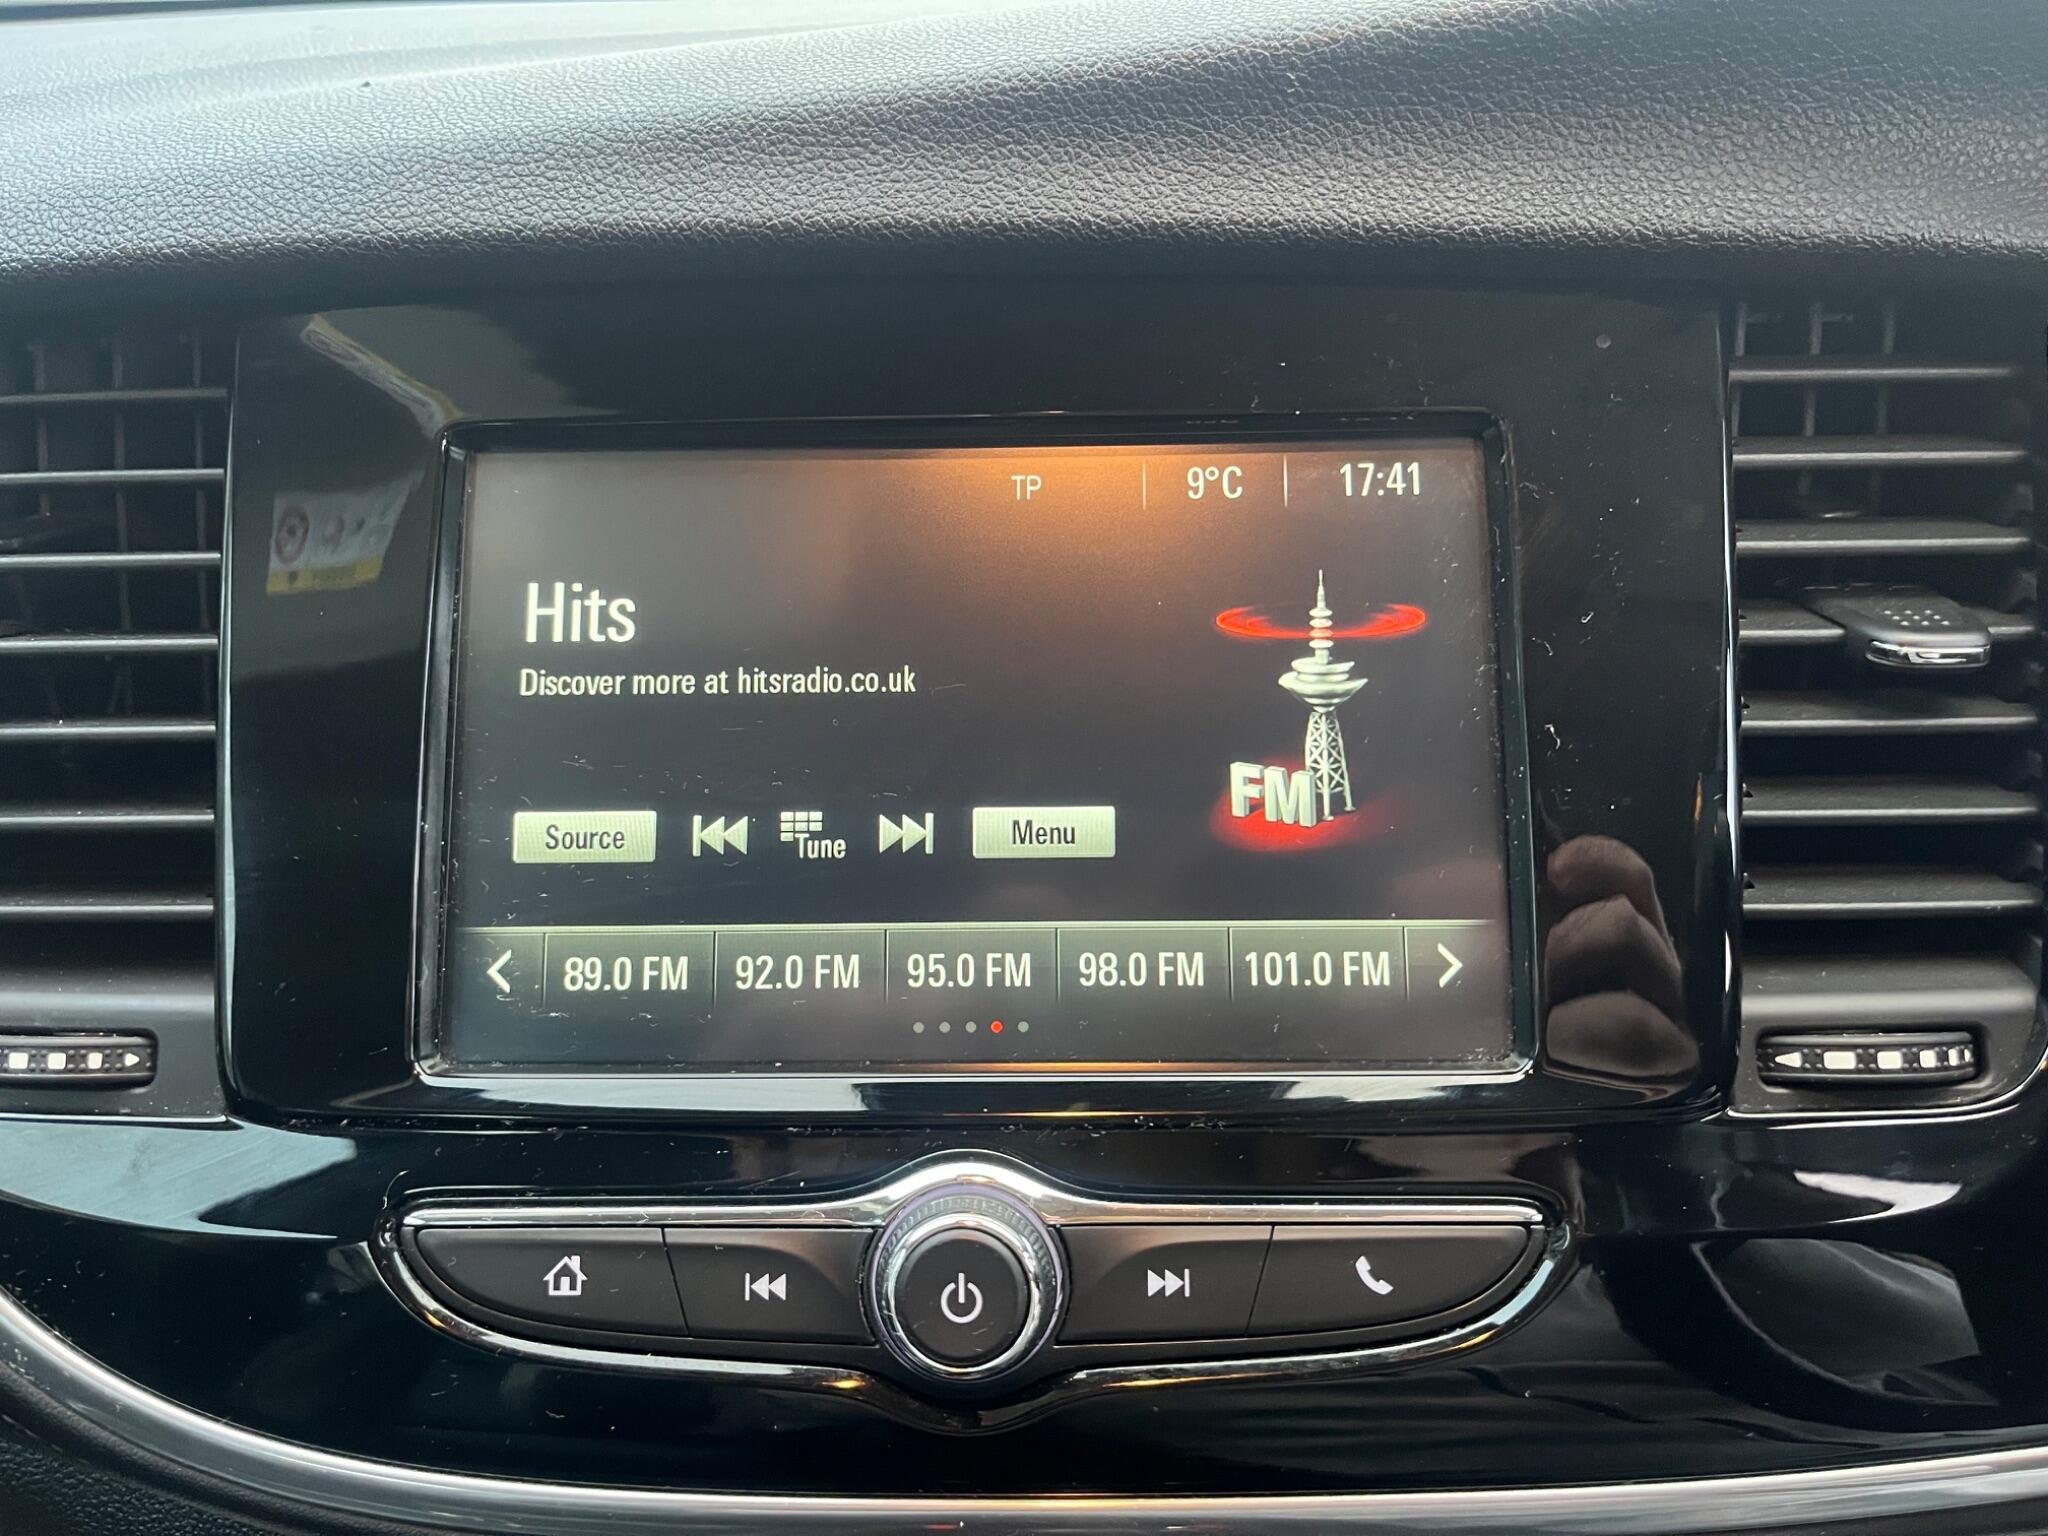 TP 9°C 17:41
Hits
Discover more at hitsradio.co.uk
FM
Source Tune Menu
89.0 FM 92.0 FM 95.0 FM 98.0 FM 101.0 FM